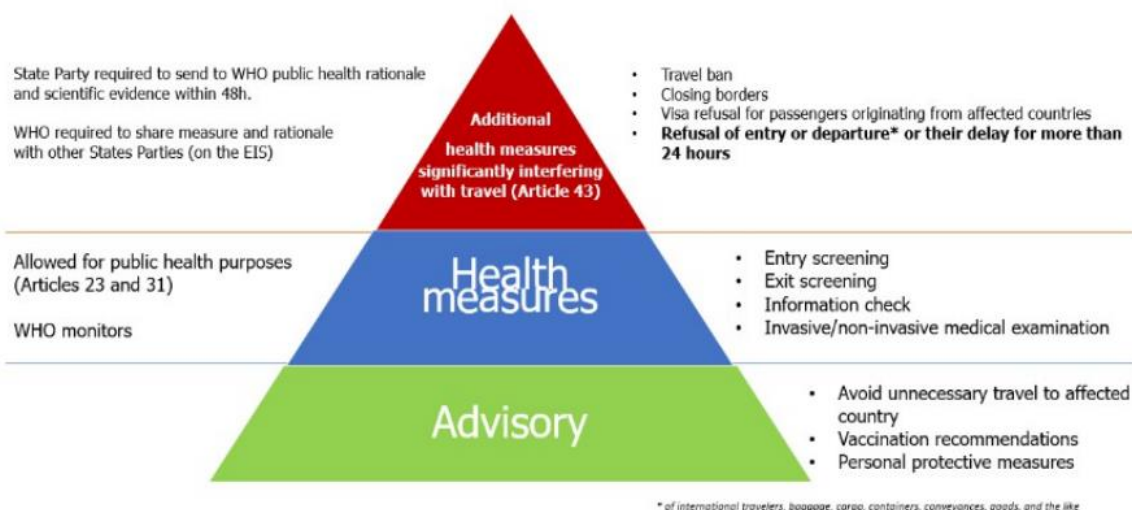 State Party required to send to WHO public health rationale
and scientific evidence within 48h.
WHO required to share measure and rationale
with other States Parties (on the EIS)
Additional
health measures
significantly interfering
with travel (Article 43)
• Travel ban
• Closing borders
• Visa refusal for passengers originating from affected countries
• Refusal of entry or departure* or their delay for more than
24 hours
Allowed for public health purposes
(Articles 23 and 31)
WHO monitors
Health
measures
• Entry screening
• Exit screening
• Information check
• Invasive/non-invasive medical examination
Advisory
• Avoid unnecessary travel to affected
country
• Vaccination recommendations
• Personal protective measures
* of international travelers, baggage, cargo, containers, conveyances, goods, and the like